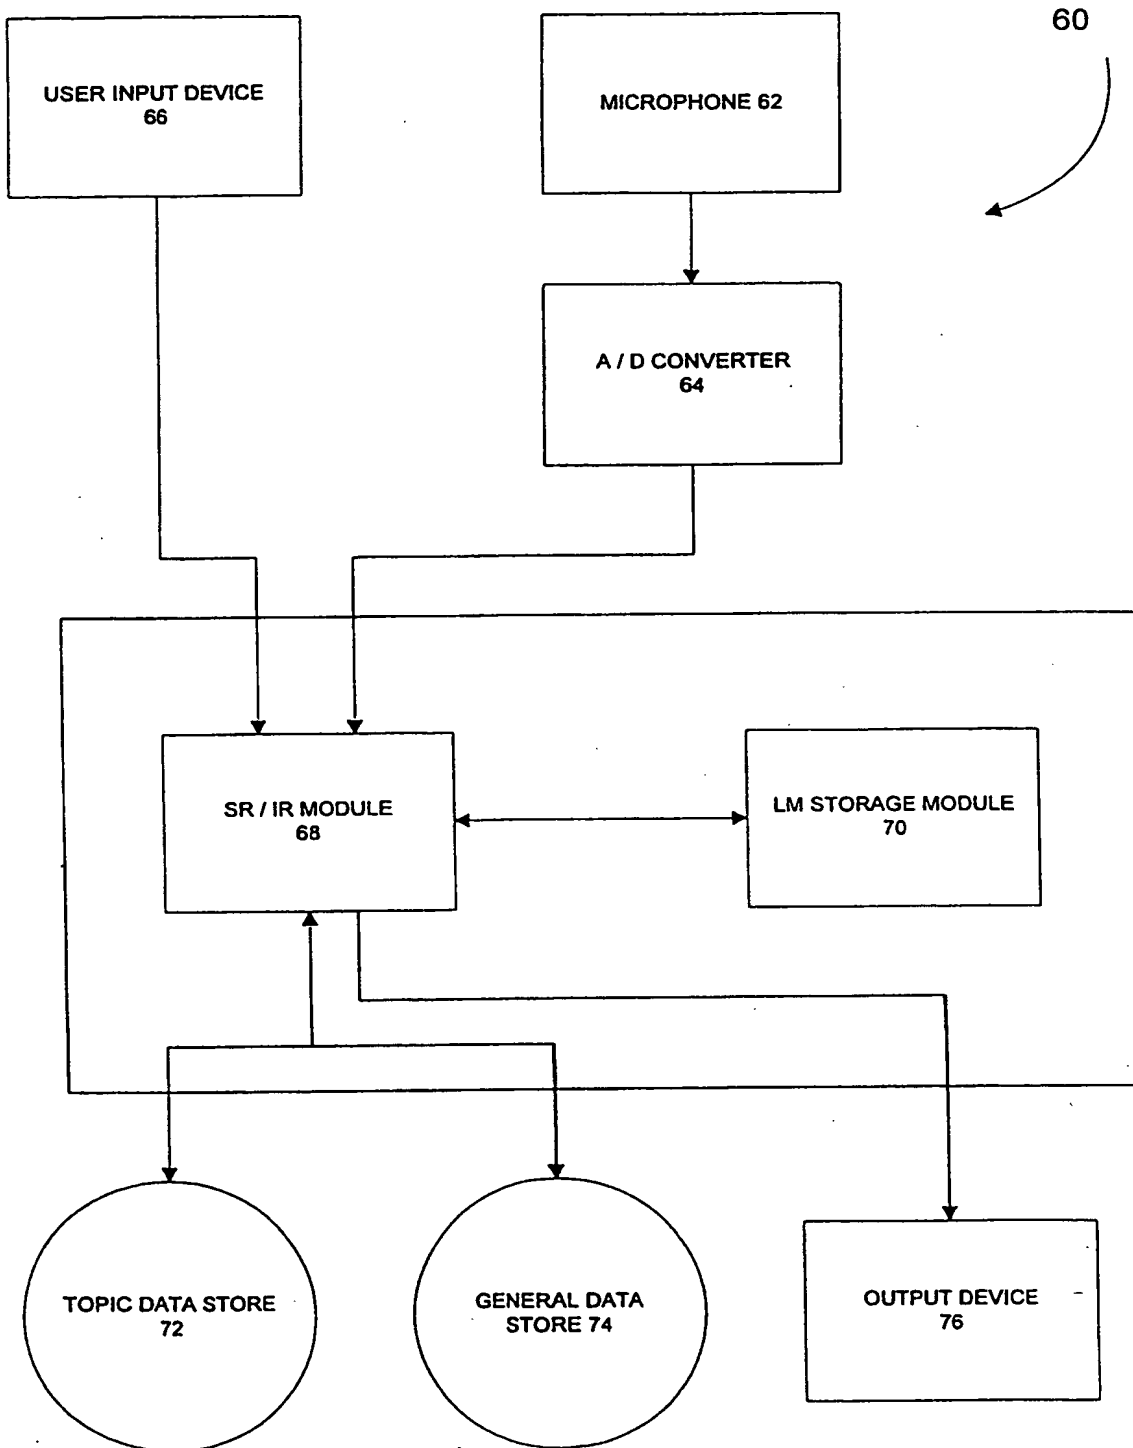 60
USER INPUT DEVICE
66
MICROPHONE 62
A / D CONVERTER
64
SR / IR MODULE
68
LM STORAGE MODULE
70
TOPIC DATA STORE
72
GENERAL DATA
STORE 74
OUTPUT DEVICE
76